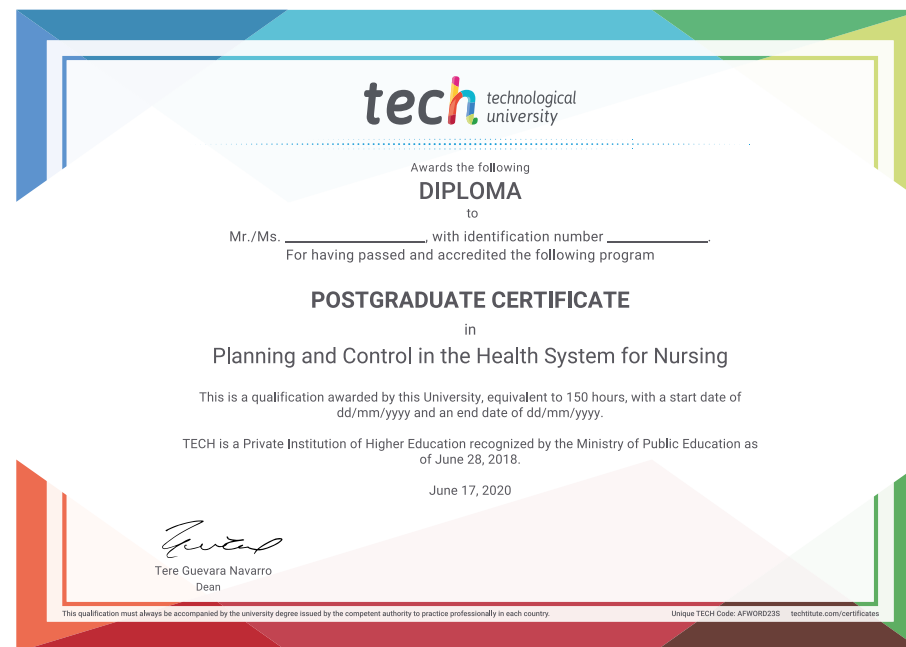 tech technological
university
Awards the following
DIPLOMA
to
Mr./Ms. ____________________, with identification number ______________.
For having passed and accredited the following program
POSTGRADUATE CERTIFICATE
in
Planning and Control in the Health System for Nursing
This is a qualification awarded by this University, equivalent to 150 hours, with a start date of
dd/mm/yyyy and an end date of dd/mm/yyyy.
TECH is a Private Institution of Higher Education recognized by the Ministry of Public Education as
of June 28, 2018.
June 17, 2020
Tere Guevara Navarro
Dean
This qualification must always be accompanied by the university degree issued by the competent authority to practice professionally in each country. Unique TECH Code: AFWORD23S techtitute.com/certificates